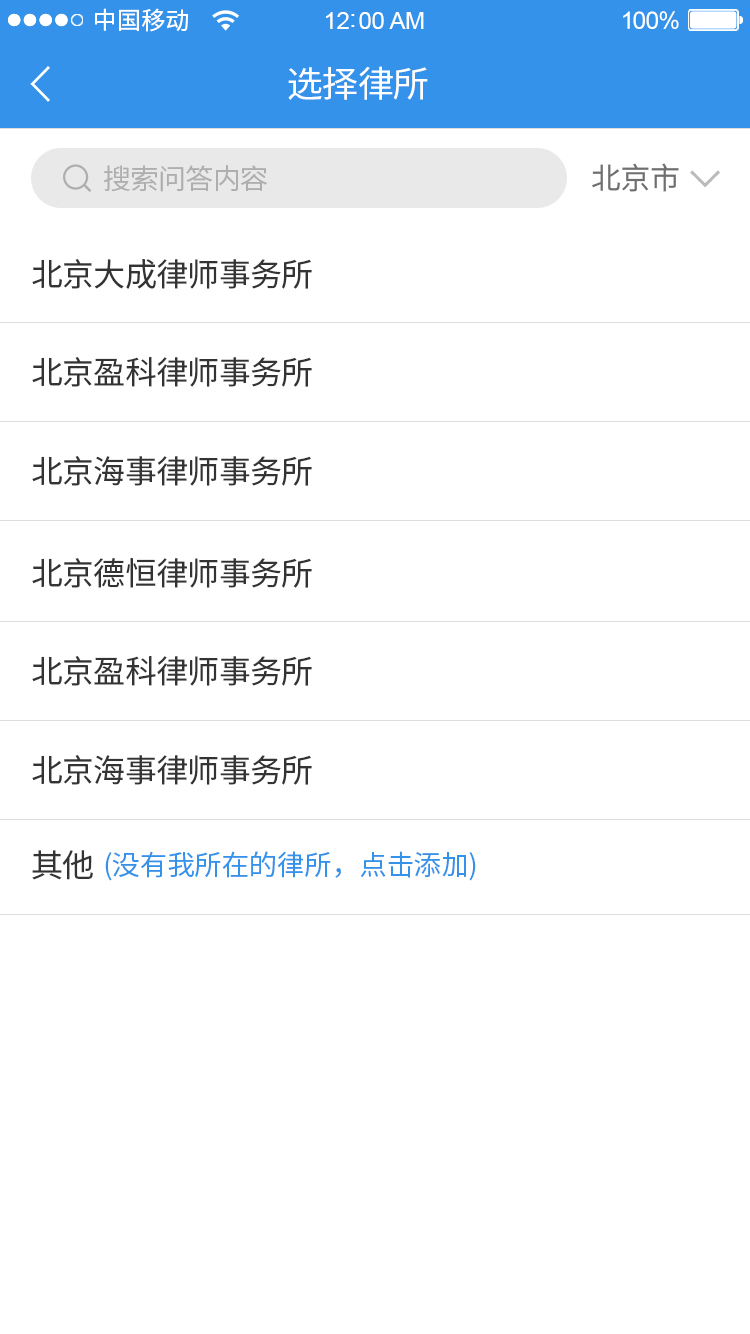 中国移动 12:00 AM 100%
选择律所
搜索问答内容 北京市
北京大成律师事务所
北京盈科律师事务所
北京海事律师事务所
北京德恒律师事务所
北京盈科律师事务所
北京海事律师事务所
其他 (没有我所在的律所，点击添加)